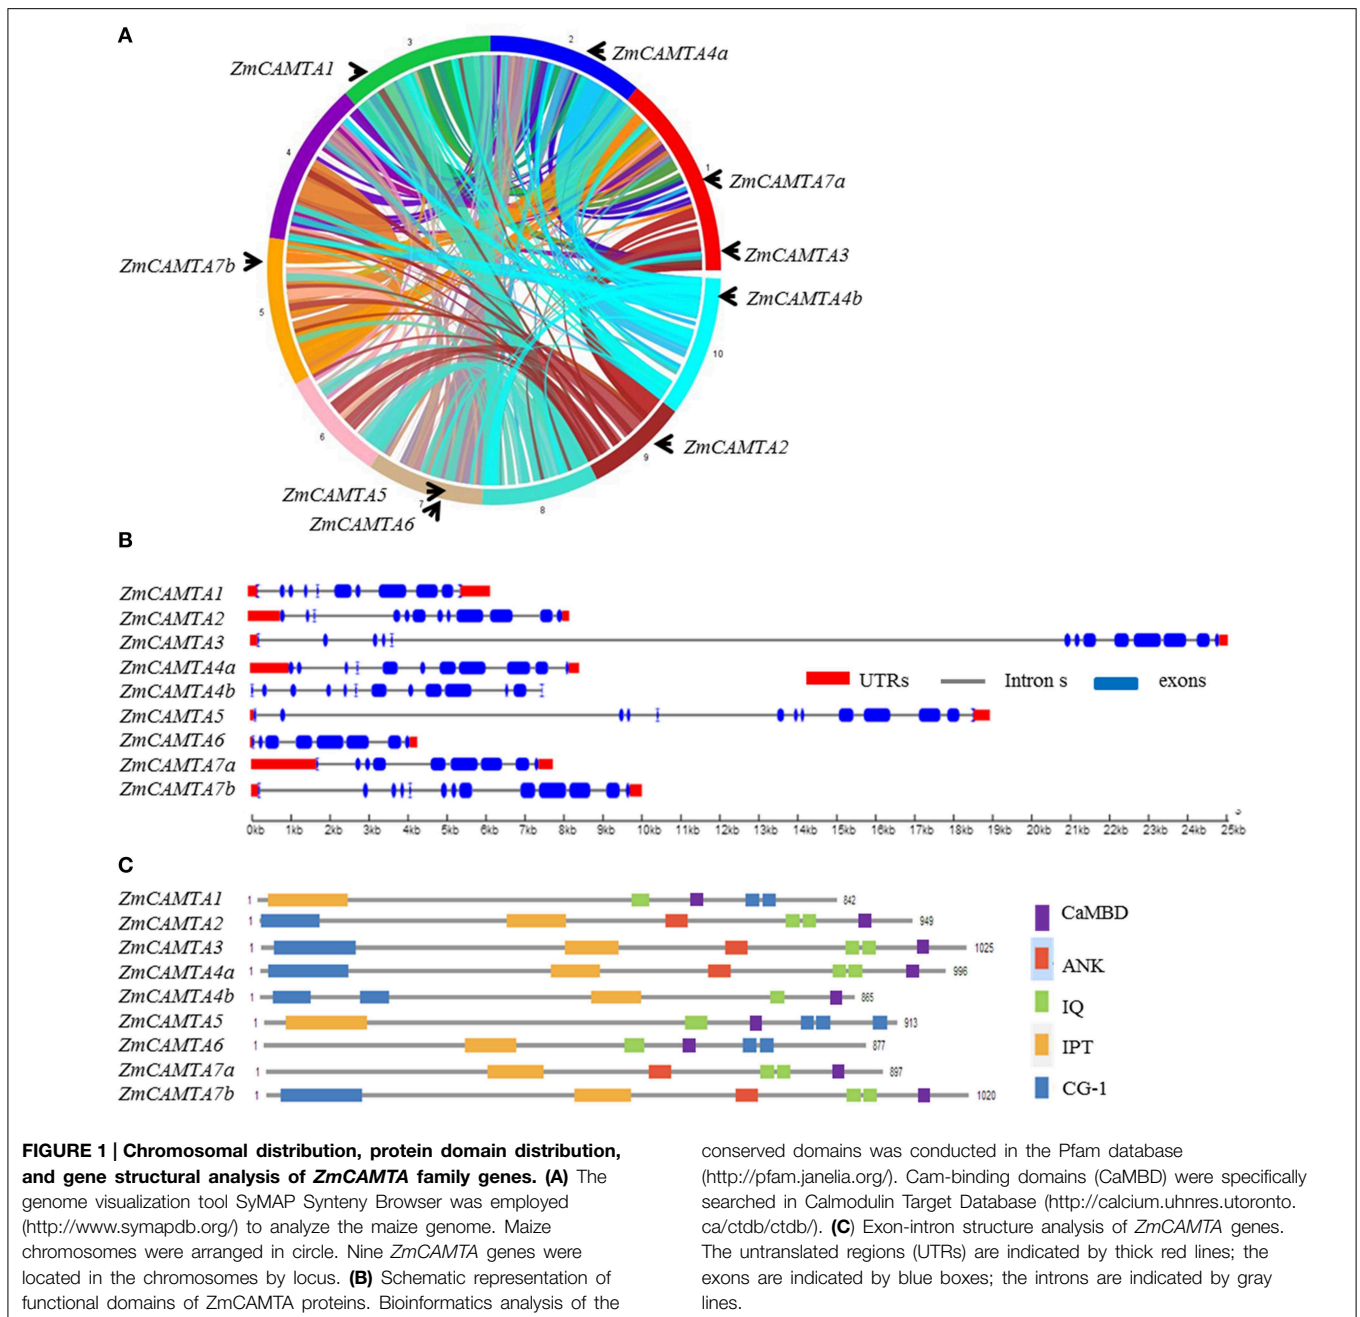 A
3
2
ZmCAMTA4a
ZmCAMTA1
4
1
ZmCAMTA7a
ZmCAMTA3
ZmCAMTA7b
ZmCAMTA4b
5
10
6
ZmCAMTA2
9
ZmCAMTA5
7
8
ZmCAMTA6
B
ZmCAMTA1
ZmCAMTA2
ZmCAMTA3
ZmCAMTA4a
UTRs Intron s exons
ZmCAMTA4b
ZmCAMTA5
ZmCAMTA6
ZmCAMTA7a
ZmCAMTA7b
0kb 1kb 2kb 3kb 4kb 5kb 6kb 7kb 8kb 9kb 10kb 11kb 12kb 13kb 14kb 15kb 16kb 17kb 18kb 19kb 20kb 21kb 22kb 23kb 24kb 25kb
C
ZmCAMTA1 1 842
ZmCAMTA2 1 949
ZmCAMTA3 1 1025
ZmCAMTA4a 1 996
ZmCAMTA4b 1 865
ZmCAMTA5 1 913
ZmCAMTA6 1 877
ZmCAMTA7a 1 897
ZmCAMTA7b 1 1020
CaMBD
ANK
IQ
IPT
CG-1
FIGURE 1 | Chromosomal distribution, protein domain distribution,
and gene structural analysis of ZmCAMTA family genes. (A) The
genome visualization tool SyMAP Synteny Browser was employed
(http://www.symapdb.org/) to analyze the maize genome. Maize
chromosomes were arranged in circle. Nine ZmCAMTA genes were
located in the chromosomes by locus. (B) Schematic representation of
functional domains of ZmCAMTA proteins. Bioinformatics analysis of the
conserved domains was conducted in the Pfam database
(http://pfam.janelia.org/). Cam-binding domains (CaMBD) were specifically
searched in Calmodulin Target Database (http://calcium.uhnres.utoronto.
ca/ctdb/ctdb/). (C) Exon-intron structure analysis of ZmCAMTA genes.
The untranslated regions (UTRs) are indicated by thick red lines; the
exons are indicated by blue boxes; the introns are indicated by gray
lines.